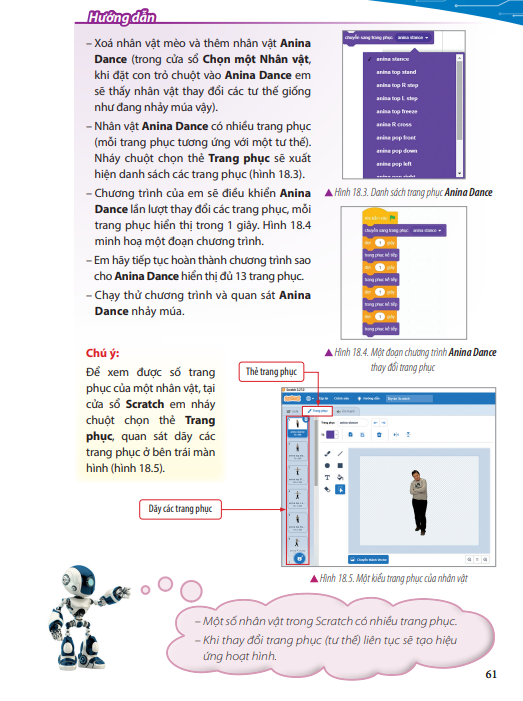 Hướng dẫn
– Xoá nhân vật mèo và thêm nhân vật Anina
Dance (trong cửa sổ Chọn một Nhân vật,
khi đặt con trỏ chuột vào Anina Dance em
sẽ thấy nhân vật thay đổi các tư thế giống
như đang nhảy múa vậy).
– Nhân vật Anina Dance có nhiều trang phục
(mỗi trang phục tương ứng với một tư thế).
Nháy chuột chọn thẻ Trang phục sẽ xuất
hiện danh sách các trang phục (hình 18.3).
– Chương trình của em sẽ điều khiển Anina
Dance lần lượt thay đổi các trang phục, mỗi
trang phục hiển thị trong 1 giây. Hình 18.4
minh hoạ một đoạn chương trình.
– Em hãy tiếp tục hoàn thành chương trình sao
cho Anina Dance hiển thị đủ 13 trang phục.
– Chạy thử chương trình và quan sát Anina
Dance nhảy múa.
chuyển sang trang phục anina stance
anina stance
anina top stand
anina top R step
anina top L step
anina top freeze
anina R cross
anina pop front
anina pop down
anina pop left
anina pop right
▲Hình 18.3. Danh sách trang phục Anina Dance
chuyển sang trang phục anina stance
đợi 1 giây
trang phục kế tiếp
đợi 1 giây
trang phục kế tiếp
đợi 1 giây
trang phục kế tiếp
đợi 1 giây
trang phục kế tiếp
▲Hình 18.4. Một đoạn chương trình Anina Dance
thay đổi trang phục
Chú ý:
Để xem được số trang
phục của một nhân vật, tại
cửa sổ Scratch em nháy
chuột chọn thẻ Trang
phục, quan sát dãy các
trang phục ở bên trái màn
hình (hình 18.5).
Thẻ trang phục
Dãy các trang phục
Trang phục
anina stance
▲Hình 18.5. Một kiểu trang phục của nhân vật
– Một số nhân vật trong Scratch có nhiều trang phục.
– Khi thay đổi trang phục (tư thế) liên tục sẽ tạo hiệu
ứng hoạt hình.
61